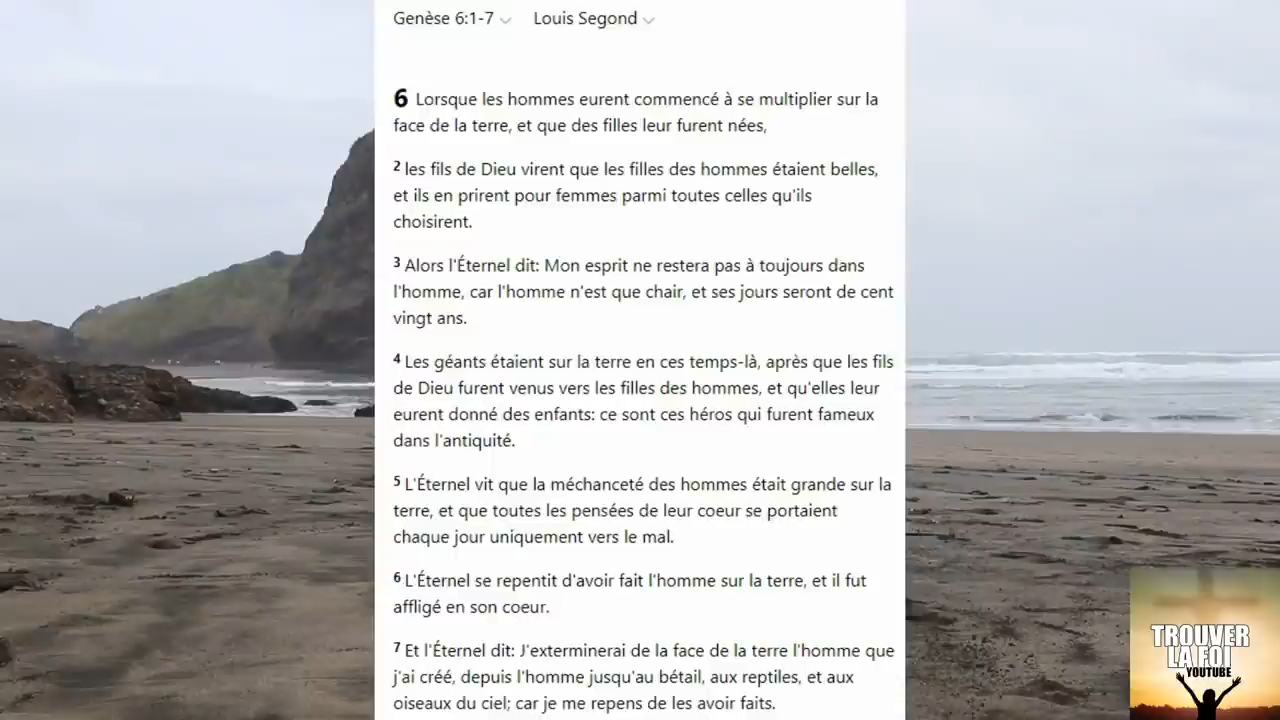 Genèse 6:1-7 Louis Segond
6 Lorsque les hommes eurent commencé à se multiplier sur la
face de la terre, et que des filles leur furent nées,
2 les fils de Dieu virent que les filles des hommes étaient belles,
et ils en prirent pour femmes parmi toutes celles qu'ils
choisirent.
3 Alors l'Éternel dit: Mon esprit ne restera pas à toujours dans
l'homme, car l'homme n'est que chair, et ses jours seront de cent
vingt ans.
4 Les géants étaient sur la terre en ces temps-là, après que les fils
de Dieu furent venus vers les filles des hommes, et qu'elles leur
eurent donné des enfants: ce sont ces héros qui furent fameux
dans l'antiquité.
5 L'Éternel vit que la méchanceté des hommes était grande sur la
terre, et que toutes les pensées de leur coeur se portaient
chaque jour uniquement vers le mal.
6 L'Éternel se repentit d'avoir fait l'homme sur la terre, et il fut
affligé en son coeur.
7 Et l'Éternel dit: J'exterminerai de la face de la terre l'homme que
j'ai créé, depuis l'homme jusqu'au bétail, aux reptiles, et aux
oiseaux du ciel; car je me repens de les avoir faits.
TROUVER
LA FOI
YOUTUBE